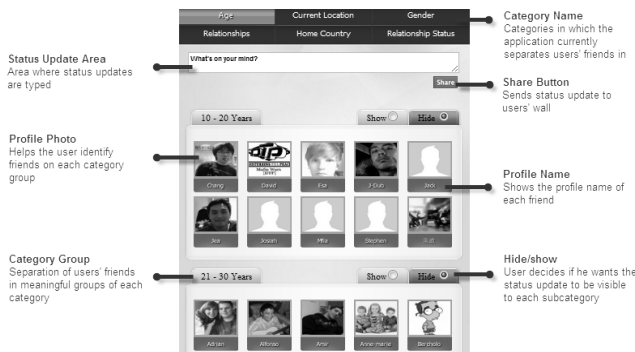 Age Current Location Gender
Relationships Home Country Relationship Status
Category Name
Categories in which the
application currently
separates users' friends in
Status Update Area
Area where status updates
are typed
What's on your mind?
Share
Share Button
Sends status update to
users' wall
10 - 20 Years Show Hide
Profile Photo
Helps the user identify
friends on each category
group
Chang David Esa J-Dub Jack
Profile Name
Shows the profile name of
each friend
Jea Josam Mfia Stephen
Category Group
Separation of users' friends
in meaningful groups of each
category
21 - 30 Years Show Hide
Hide/show
User decides if he wants the
status update to be visible
to each subcategory
Adrian Alfonso Amir Anne-marie Bertholo